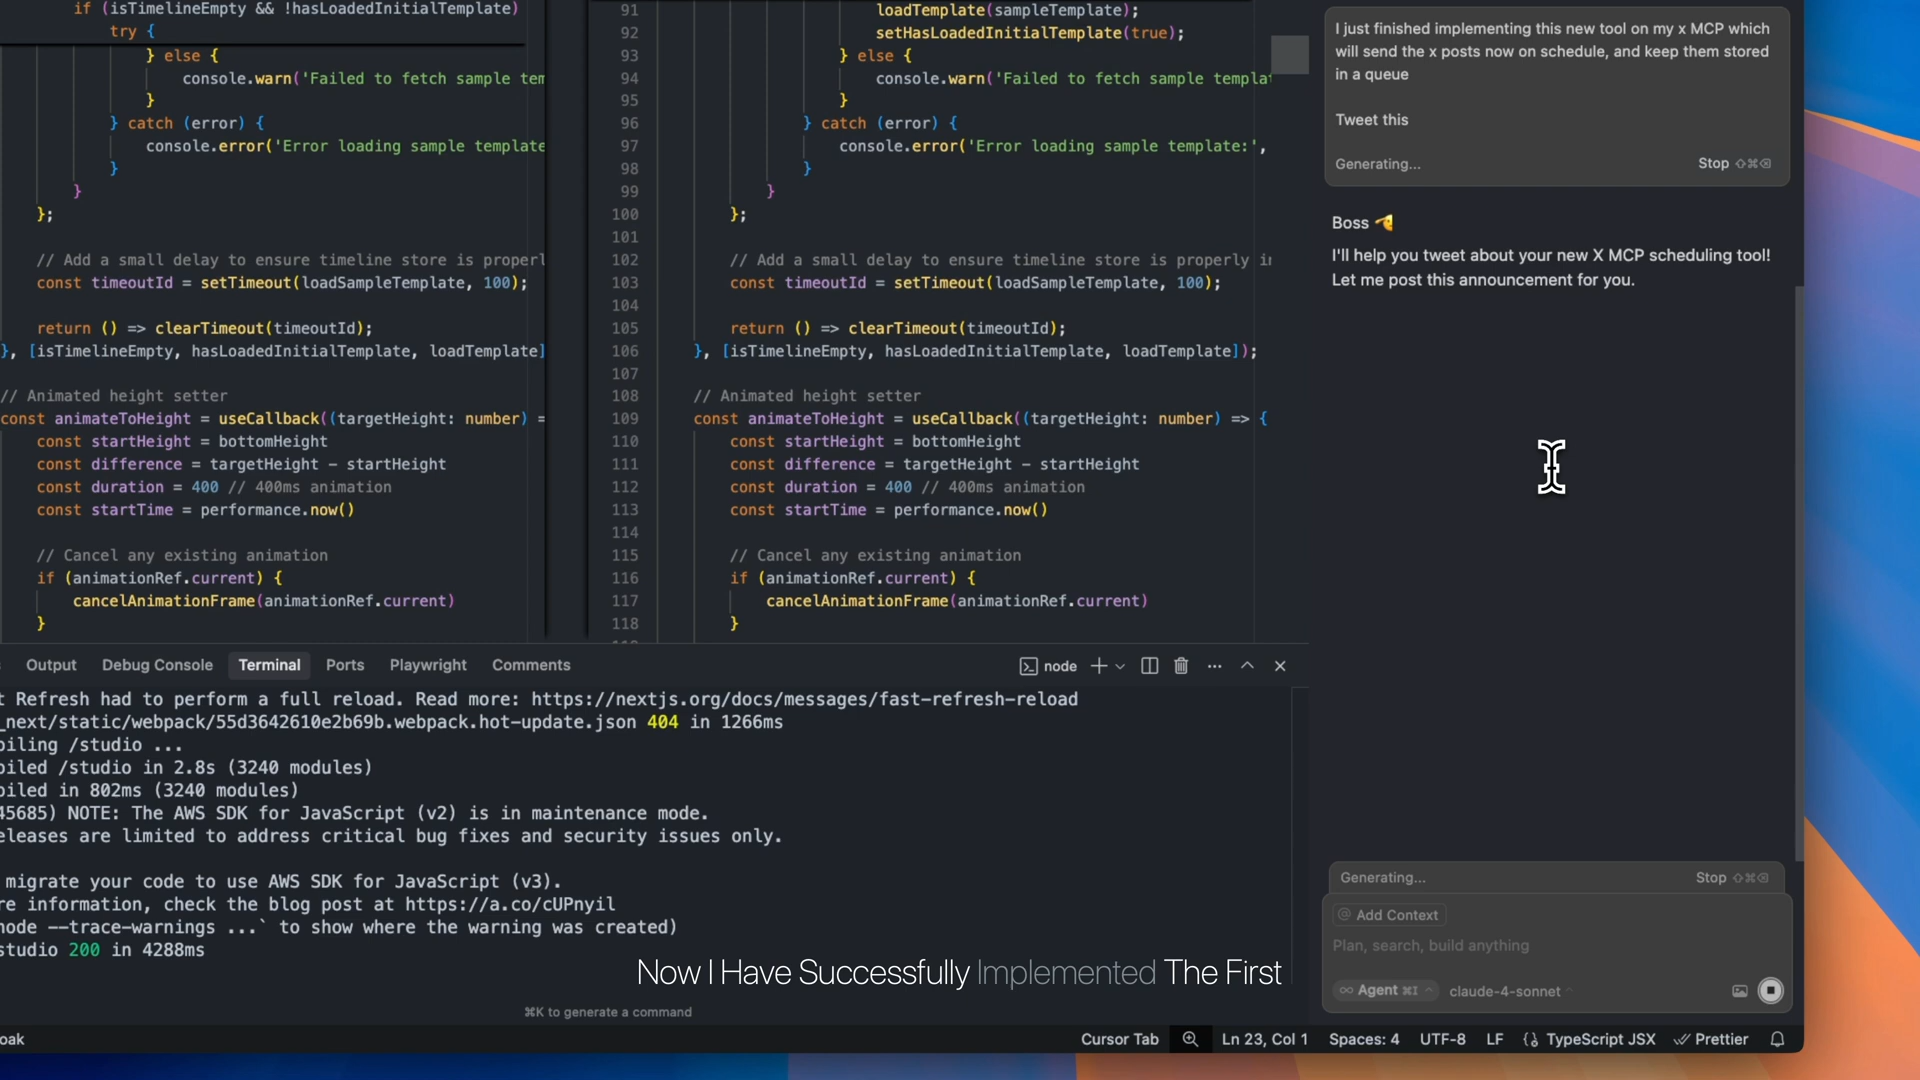 if (isTimelineEmpty && !hasLoadedInitialTemplate)
try {
} else {
console.warn('Failed to fetch sample tem
}
} catch (error) {
console.error('Error loading sample template
}
}
};
// Add a small delay to ensure timeline store is properl
const timeoutId = setTimeout(loadSampleTemplate, 100);
return () => clearTimeout(timeoutId);
}, [isTimelineEmpty, hasLoadedInitialTemplate, loadTemplate]
// Animated height setter
const animateToHeight = useCallback((targetHeight: number) =
const startHeight = bottomHeight
const difference = targetHeight - startHeight
const duration = 400 // 400ms animation
const startTime = performance.now()
// Cancel any existing animation
if (animationRef.current) {
cancelAnimationFrame(animationRef.current)
}
91 loadTemplate(sampleTemplate);
92 setHasLoadedInitialTemplate(true);
93 } else {
94 console.warn('Failed to fetch sample templat
95 }
96 } catch (error) {
97 console.error('Error loading sample template:',
98 }
99 }
100 };
101
102 // Add a small delay to ensure timeline store is properly i
103 const timeoutId = setTimeout(loadSampleTemplate, 100);
104
105 return () => clearTimeout(timeoutId);
106 }, [isTimelineEmpty, hasLoadedInitialTemplate, loadTemplate]);
107
108 // Animated height setter
109 const animateToHeight = useCallback((targetHeight: number) => {
110 const startHeight = bottomHeight
111 const difference = targetHeight - startHeight
112 const duration = 400 // 400ms animation
113 const startTime = performance.now()
114
115 // Cancel any existing animation
116 if (animationRef.current) {
117 cancelAnimationFrame(animationRef.current)
118 }
Output Debug Console Terminal Ports Playwright Comments node
t Refresh had to perform a full reload. Read more: https://nextjs.org/docs/messages/fast-refresh-reload
_next/static/webpack/55d3642610e2b69b.webpack.hot-update.json 404 in 1266ms
piling /studio ...
piled /studio in 2.8s (3240 modules)
piled in 802ms (3240 modules)
45685) NOTE: The AWS SDK for JavaScript (v2) is in maintenance mode.
eleases are limited to address critical bug fixes and security issues only.
migrate your code to use AWS SDK for JavaScript (v3).
re information, check the blog post at https://a.co/cUPnyil
node --trace-warnings ...` to show where the warning was created)
studio 200 in 4288ms
Now I Have Successfully Implemented The First
⌘K to generate a command
I just finished implementing this new tool on my x MCP which
will send the x posts now on schedule, and keep them stored
in a queue
Tweet this
Generating... Stop ⇧⌘⌫
Boss 🫡
I'll help you tweet about your new X MCP scheduling tool!
Let me post this announcement for you.
Generating... Stop ⇧⌘⌫
@ Add Context
Plan, search, build anything
∞ Agent ⌘I claude-4-sonnet
oak Cursor Tab Ln 23, Col 1 Spaces: 4 UTF-8 LF {} TypeScript JSX Prettier